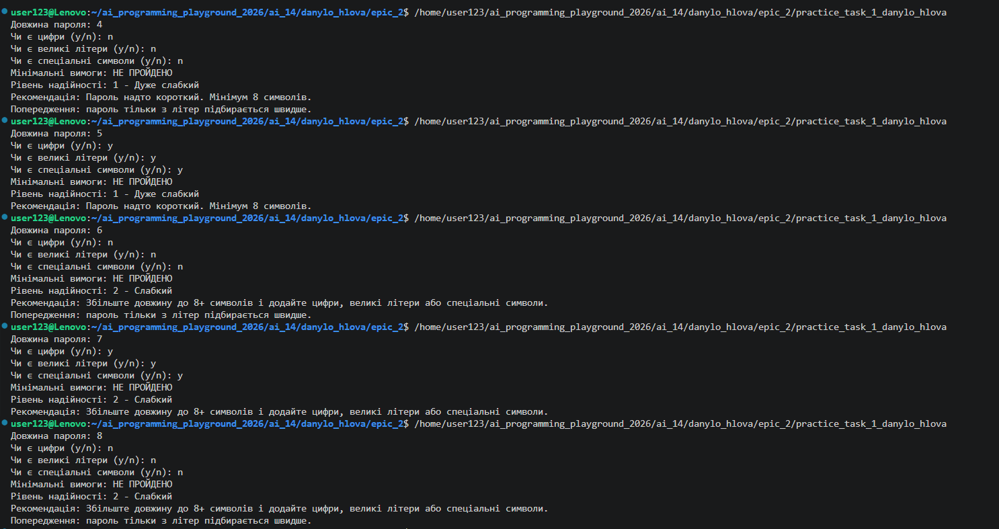 user123@Lenovo:~/ai_programming_playground_2026/ai_14/danylo_hlova/epic_2$ /home/user123/ai_programming_playground_2026/ai_14/danylo_hlova/epic_2/practice_task_1_danylo_hlova
Довжина пароля: 4
Чи є цифри (y/n): n
Чи є великі літери (y/n): n
Чи є спеціальні символи (y/n): n
Мінімальні вимоги: НЕ ПРОЙДЕНО
Рівень надійності: 1 - Дуже слабкий
Рекомендація: Пароль надто короткий. Мінімум 8 символів.
Попередження: пароль тільки з літер підбирається швидше.
user123@Lenovo:~/ai_programming_playground_2026/ai_14/danylo_hlova/epic_2$ /home/user123/ai_programming_playground_2026/ai_14/danylo_hlova/epic_2/practice_task_1_danylo_hlova
Довжина пароля: 5
Чи є цифри (y/n): y
Чи є великі літери (y/n): y
Чи є спеціальні символи (y/n): y
Мінімальні вимоги: НЕ ПРОЙДЕНО
Рівень надійності: 1 - Дуже слабкий
Рекомендація: Пароль надто короткий. Мінімум 8 символів.
user123@Lenovo:~/ai_programming_playground_2026/ai_14/danylo_hlova/epic_2$ /home/user123/ai_programming_playground_2026/ai_14/danylo_hlova/epic_2/practice_task_1_danylo_hlova
Довжина пароля: 6
Чи є цифри (y/n): n
Чи є великі літери (y/n): n
Чи є спеціальні символи (y/n): n
Мінімальні вимоги: НЕ ПРОЙДЕНО
Рівень надійності: 2 - Слабкий
Рекомендація: Збільште довжину до 8+ символів і додайте цифри, великі літери або спеціальні символи.
Попередження: пароль тільки з літер підбирається швидше.
user123@Lenovo:~/ai_programming_playground_2026/ai_14/danylo_hlova/epic_2$ /home/user123/ai_programming_playground_2026/ai_14/danylo_hlova/epic_2/practice_task_1_danylo_hlova
Довжина пароля: 7
Чи є цифри (y/n): y
Чи є великі літери (y/n): y
Чи є спеціальні символи (y/n): y
Мінімальні вимоги: НЕ ПРОЙДЕНО
Рівень надійності: 2 - Слабкий
Рекомендація: Збільште довжину до 8+ символів і додайте цифри, великі літери або спеціальні символи.
user123@Lenovo:~/ai_programming_playground_2026/ai_14/danylo_hlova/epic_2$ /home/user123/ai_programming_playground_2026/ai_14/danylo_hlova/epic_2/practice_task_1_danylo_hlova
Довжина пароля: 8
Чи є цифри (y/n): n
Чи є великі літери (y/n): n
Чи є спеціальні символи (y/n): n
Мінімальні вимоги: НЕ ПРОЙДЕНО
Рівень надійності: 2 - Слабкий
Рекомендація: Збільште довжину до 8+ символів і додайте цифри, великі літери або спеціальні символи.
Попередження: пароль тільки з літер підбирається швидше.